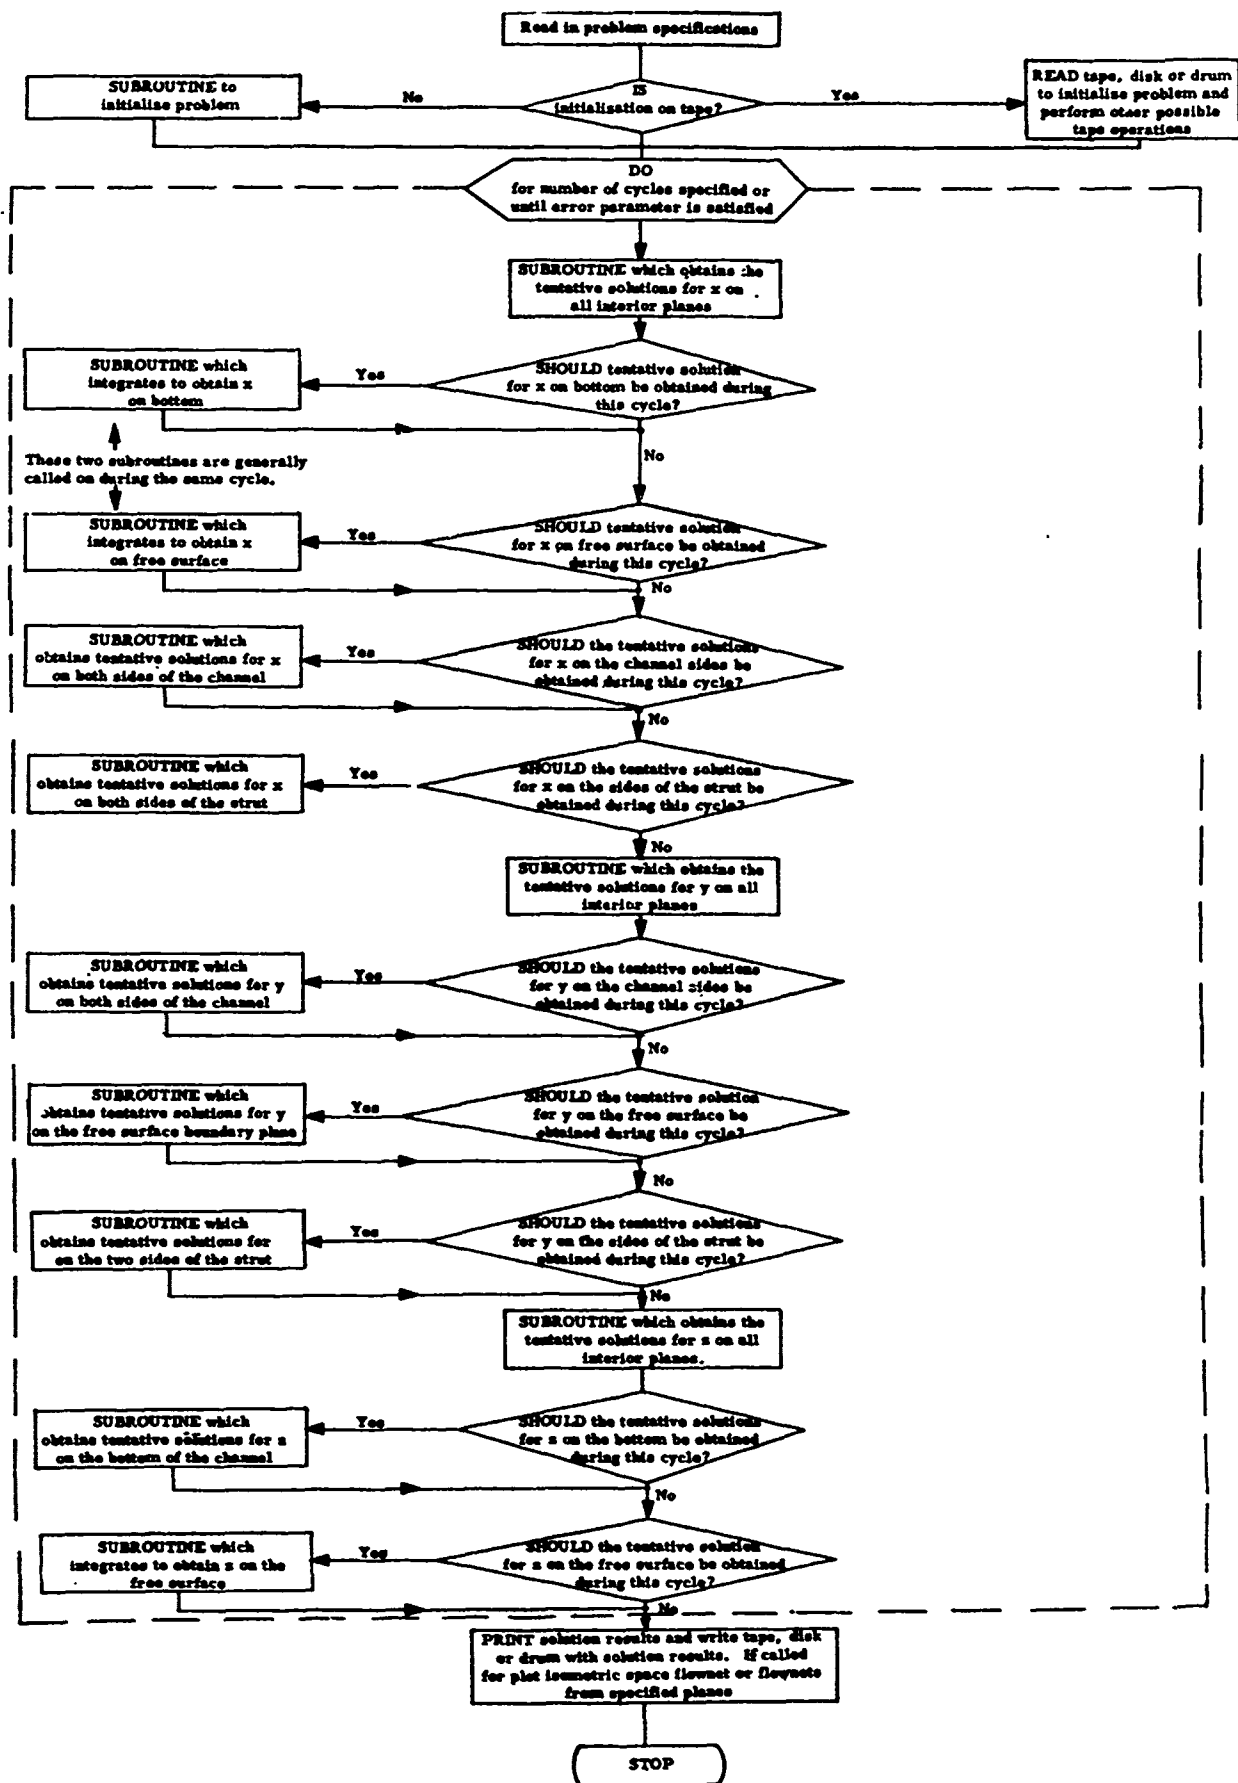 Read in problem specifications
SUBROUTINE to
initialize problem
No
IS
initialization on tape?
Yes
READ tape, disk or drum
to initialize problem and
perform other possible
tape operations
DO
for number of cycles specified or
until error parameter is satisfied
SUBROUTINE which obtains the
tentative solutions for x on
all interior planes
SUBROUTINE which
integrates to obtain x
on bottom
Yes
SHOULD tentative solution
for x on bottom be obtained during
this cycle?
No
These two subroutines are generally
called on during the same cycle.
SUBROUTINE which
integrates to obtain x
on free surface
Yes
SHOULD tentative solution
for x on free surface be obtained
during this cycle?
No
SUBROUTINE which
obtains tentative solutions for x
on both sides of the channel
Yes
SHOULD the tentative solutions
for x on the channel sides be
obtained during this cycle?
No
SUBROUTINE which
obtains tentative solutions for x
on both sides of the strut
Yes
SHOULD the tentative solutions
for x on the sides of the strut be
obtained during this cycle?
No
SUBROUTINE which obtains the
tentative solutions for y on all
interior planes
SUBROUTINE which
obtains tentative solutions for y
on both sides of the channel
Yes
SHOULD the tentative solutions
for y on the channel sides be
obtained during this cycle?
No
SUBROUTINE which
obtains tentative solutions for y
on the free surface boundary plane
Yes
SHOULD the tentative solution
for y on the free surface be
obtained during this cycle?
No
SUBROUTINE which
obtains tentative solutions for
on the two sides of the strut
Yes
SHOULD the tentative solutions
for y on the sides of the strut be
obtained during this cycle?
No
SUBROUTINE which obtains the
tentative solutions for z on all
interior planes.
SUBROUTINE which
obtains tentative solutions for z
on the bottom of the channel
Yes
SHOULD the tentative solutions
for z on the bottom be obtained
during this cycle?
No
SUBROUTINE which
integrates to obtain z on the
free surface
Yes
SHOULD the tentative solution
for z on the free surface be obtained
during this cycle?
No
PRINT solution results and write tape, disk
or drum with solution results. If called
for plot isometric space flownet or flownets
from specified planes
STOP